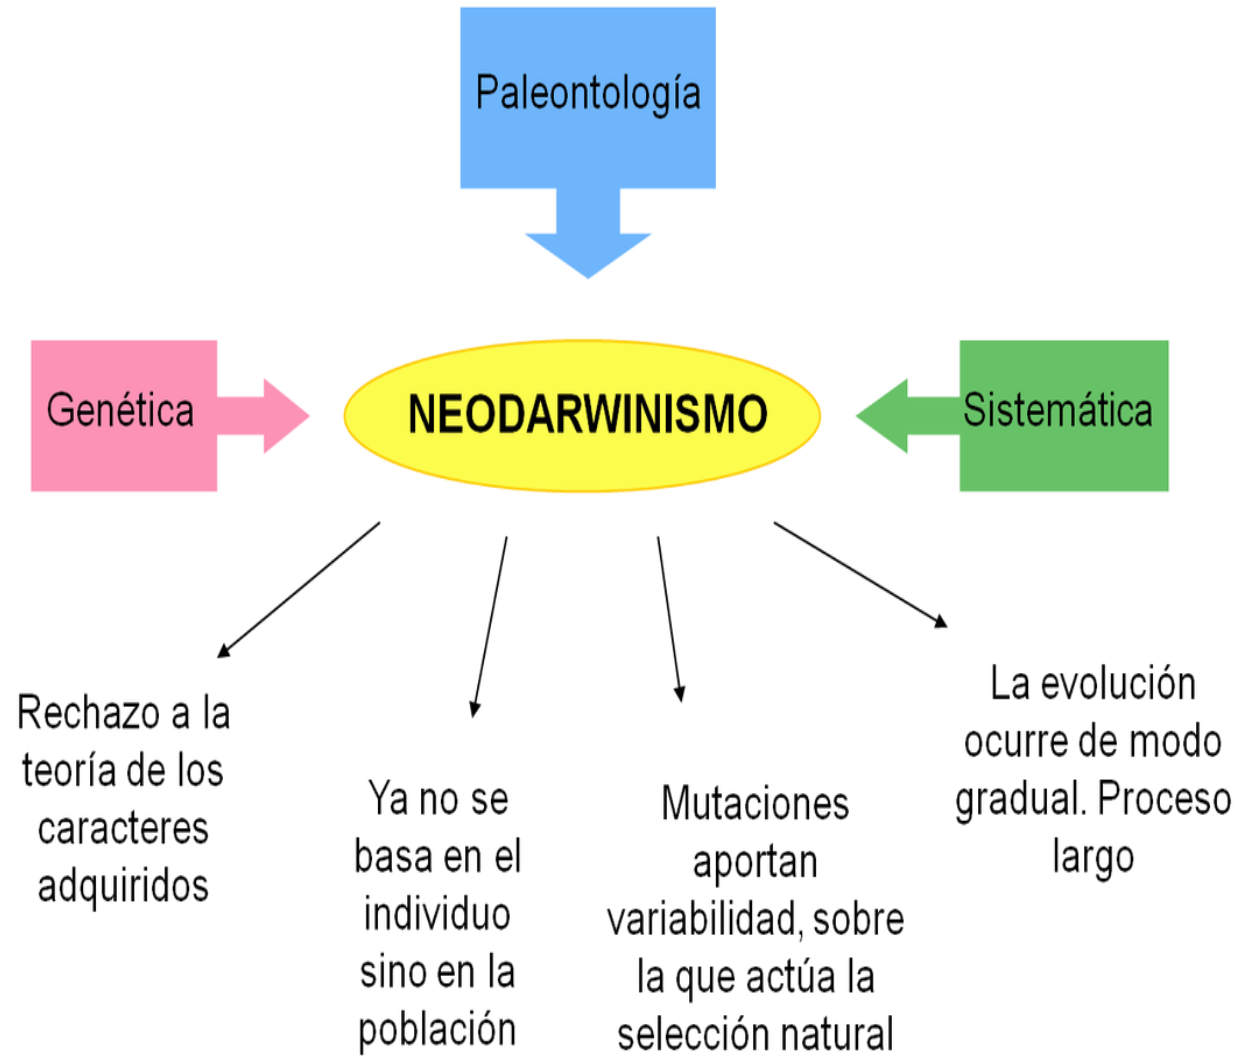 Paleontología
Genética
NEODARWINISMO
Sistemática
Rechazo a la
teoría de los
caracteres
adquiridos
Ya no se
basa en el
individuo
sino en la
población
Mutaciones
aportan
variabilidad, sobre
la que actúa la
selección natural
La evolución
ocurre de modo
gradual. Proceso
largo